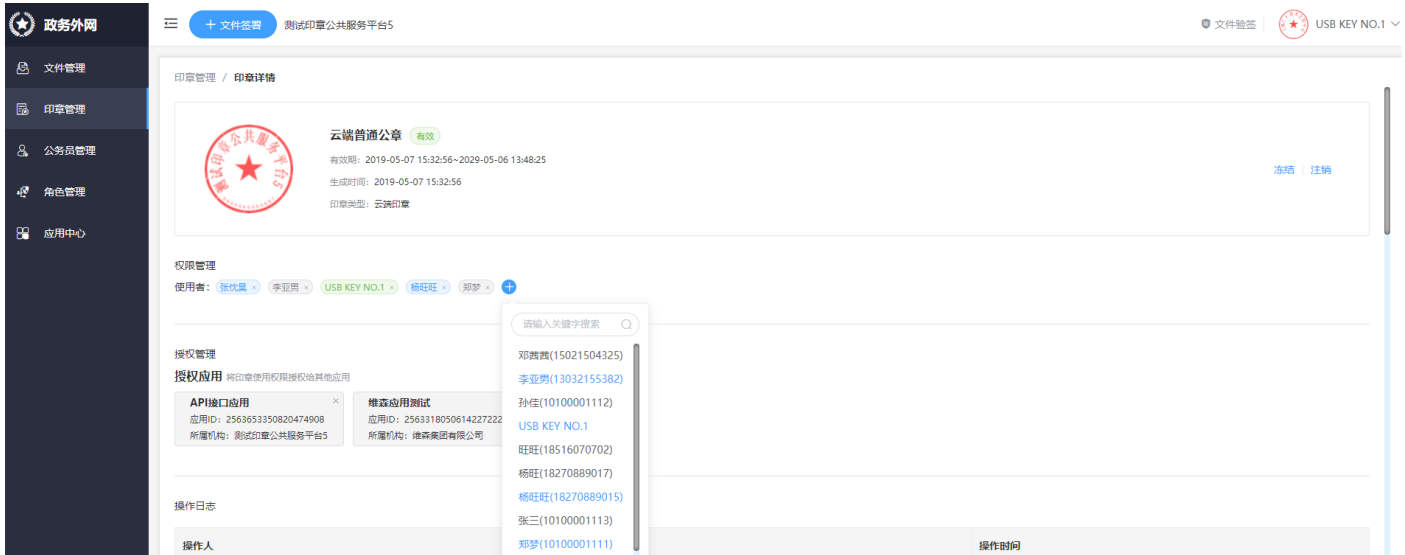 政务外网
+ 文件签署
测试印章公共服务平台5
文件验签
USB KEY NO.1
文件管理
印章管理
公务员管理
角色管理
应用中心
印章管理 / 印章详情
测试印章公共服务平台5
云端普通公章 有效
有效期：2019-05-07 15:32:56~2029-05-06 13:48:25
生成时间：2019-05-07 15:32:56
印章类型：云端印章
冻结 注销
权限管理
使用者：张忱昊 × 李亚男 × USB KEY NO.1 × 杨旺旺 × 郑梦 ×
请输入关键字搜索
邓茜茜(15021504325)
李亚男(13032155382)
孙佳(10100001112)
USB KEY NO.1
旺旺(18516070702)
杨旺(18270889017)
杨旺旺(18270889015)
张三(10100001113)
郑梦(10100001111)
授权管理
授权应用 将印章使用权限授权给其他应用
API接口应用 ×
应用ID：2563653350820474908
所属机构：测试印章公共服务平台5
维森应用测试
应用ID：2563318050614227222
所属机构：维森集团有限公司
操作日志
操作人
操作时间